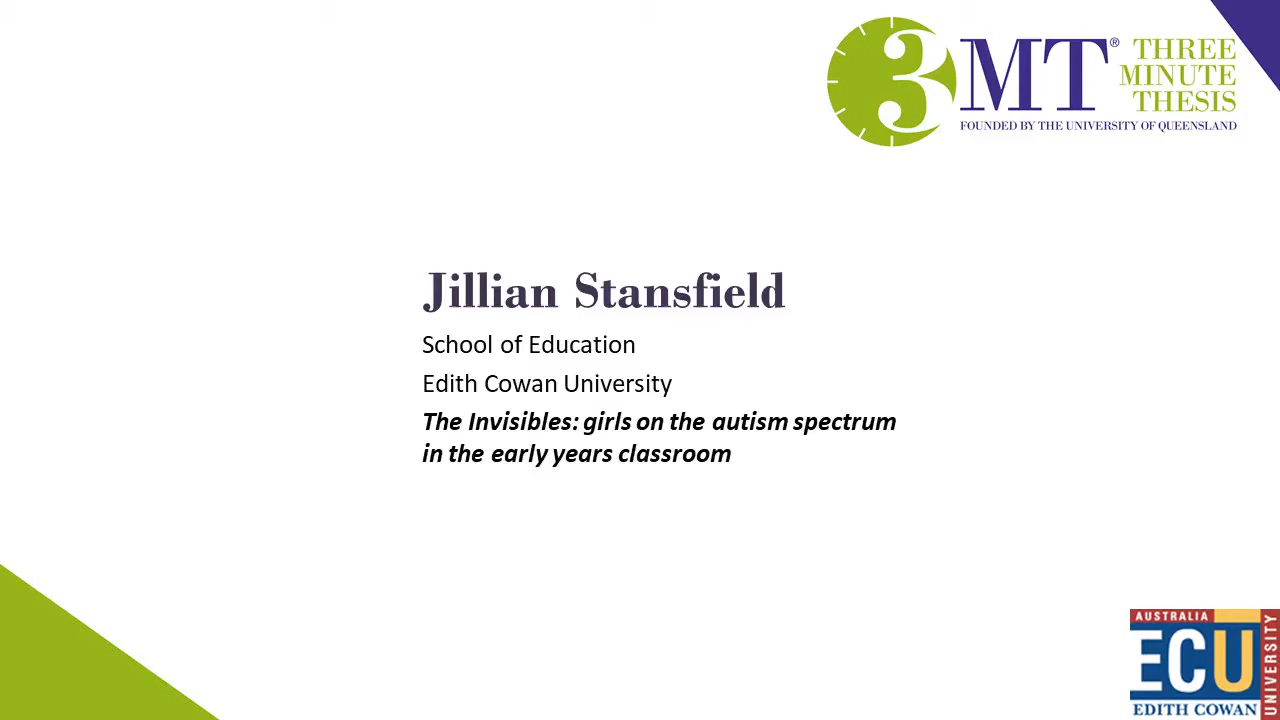 3MT® THREE
MINUTE
THESIS
FOUNDED BY THE UNIVERSITY OF QUEENSLAND
Jillian Stansfield
School of Education
Edith Cowan University
The Invisibles: girls on the autism spectrum
in the early years classroom
AUSTRALIA
ECU
EDITH COWAN
UNIVERSITY